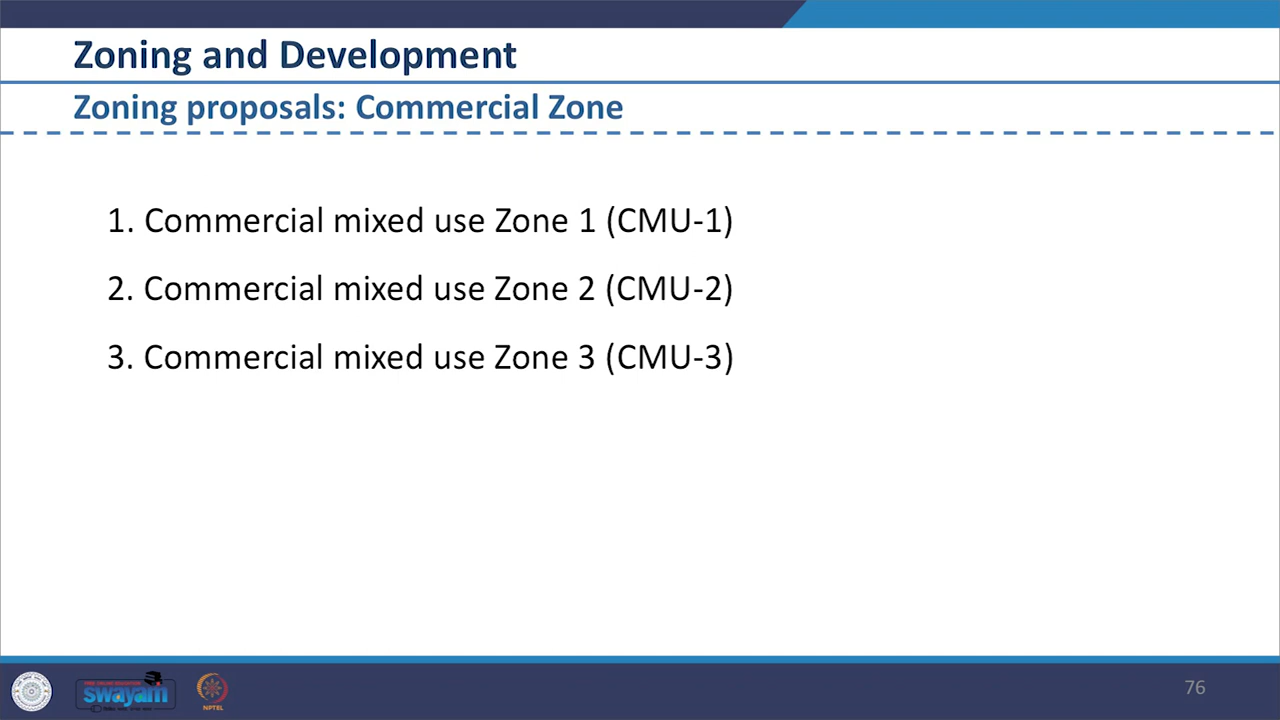 Zoning and Development
Zoning proposals: Commercial Zone
1. Commercial mixed use Zone 1 (CMU-1)
2. Commercial mixed use Zone 2 (CMU-2)
3. Commercial mixed use Zone 3 (CMU-3)
swayam
NPTEL
76